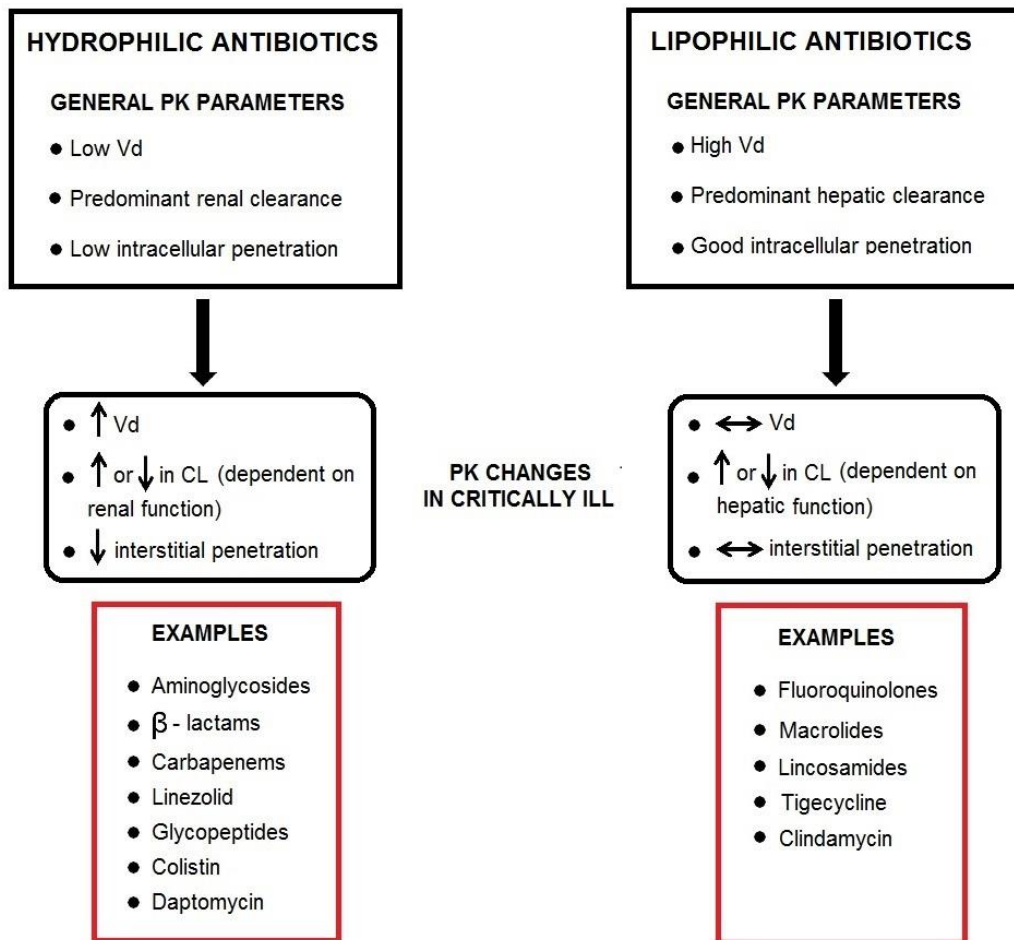 HYDROPHILIC ANTIBIOTICS
GENERAL PK PARAMETERS
● Low Vd
● Predominant renal clearance
● Low intracellular penetration
● ↑ Vd
● ↑ or ↓ in CL (dependent on
renal function)
● ↓ interstitial penetration
EXAMPLES
● Aminoglycosides
● β - lactams
● Carbapenems
● Linezolid
● Glycopeptides
● Colistin
● Daptomycin
PK CHANGES
IN CRITICALLY ILL
LIPOPHILIC ANTIBIOTICS
GENERAL PK PARAMETERS
● High Vd
● Predominant hepatic clearance
● Good intracellular penetration
● ↔ Vd
● ↑ or ↓ in CL (dependent on
hepatic function)
● ↔ interstitial penetration
EXAMPLES
● Fluoroquinolones
● Macrolides
● Lincosamides
● Tigecycline
● Clindamycin